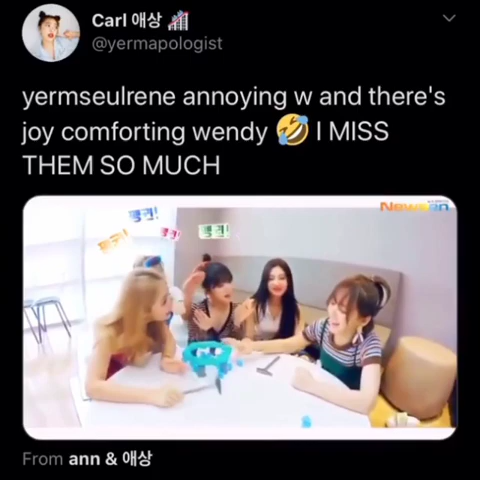 Carl 애상
@yermapologist
yermseulrene annoying w and there's
joy comforting wendy 🤣 I MISS
THEM SO MUCH
Newsen
From ann & 애상